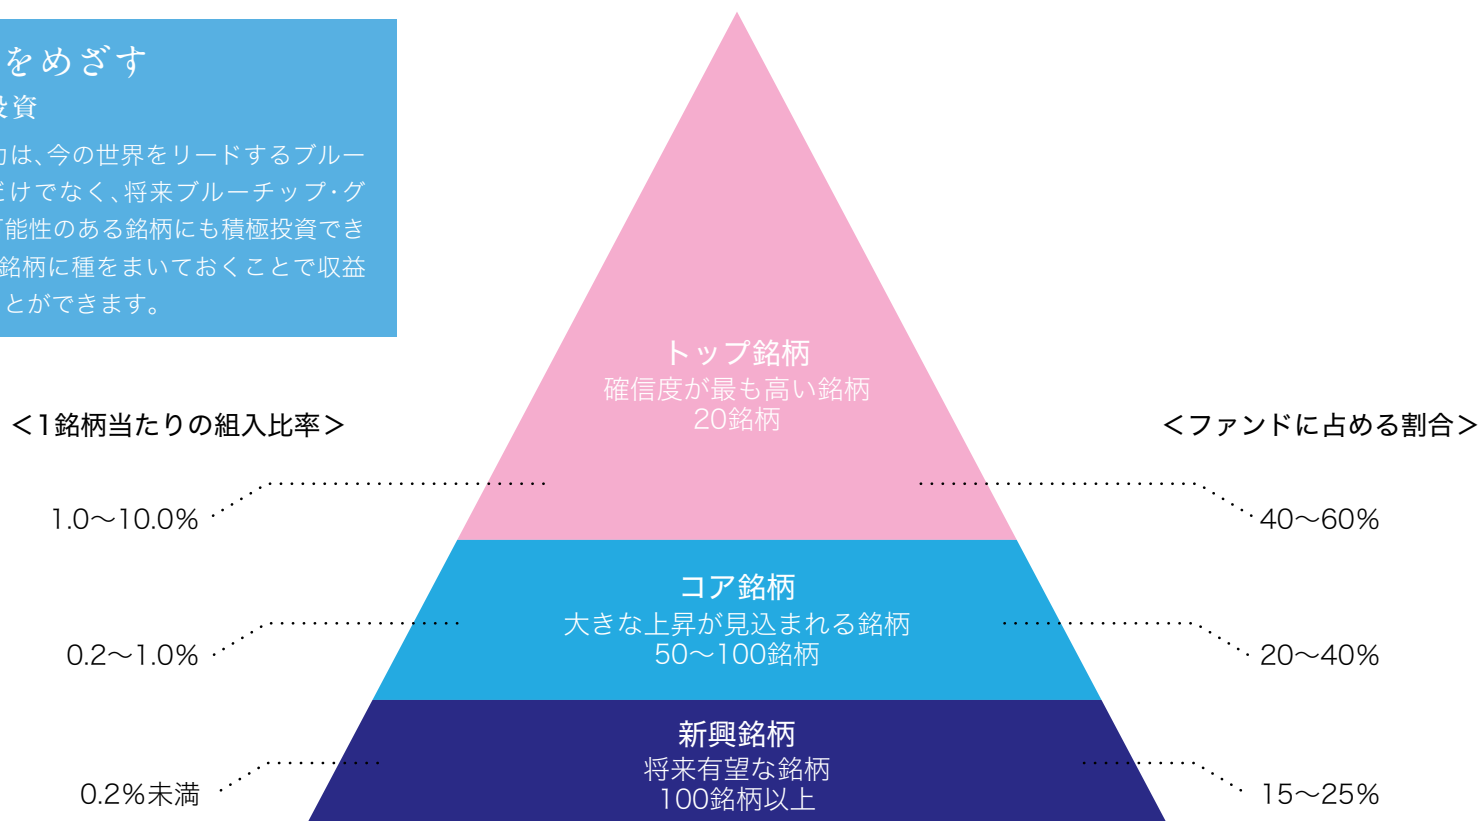 をめざす
投資
は、今の世界をリードするブルー
だけでなく、将来ブルーチップ・グ
可能性のある銘柄にも積極投資でき
銘柄に種をまいておくことで収益
ことができます。
トップ銘柄
確信度が最も高い銘柄
20銘柄
＜1銘柄当たりの組入比率＞
＜ファンドに占める割合＞
1.0～10.0%
40～60%
コア銘柄
大きな上昇が見込まれる銘柄
50～100銘柄
0.2～1.0%
20～40%
新興銘柄
将来有望な銘柄
100銘柄以上
0.2%未満
15～25%